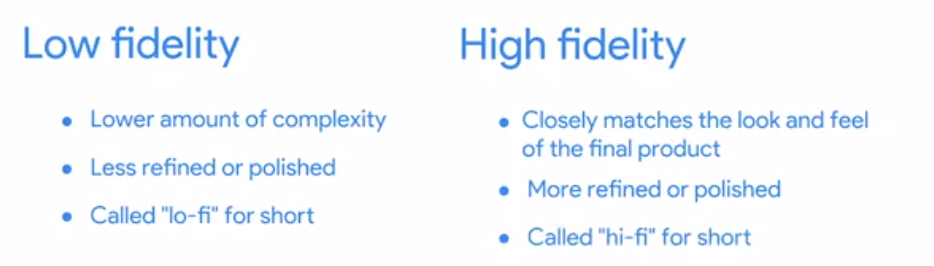 Low fidelity
• Lower amount of complexity
• Less refined or polished
• Called "lo-fi" for short
High fidelity
• Closely matches the look and feel
of the final product
• More refined or polished
• Called "hi-fi" for short